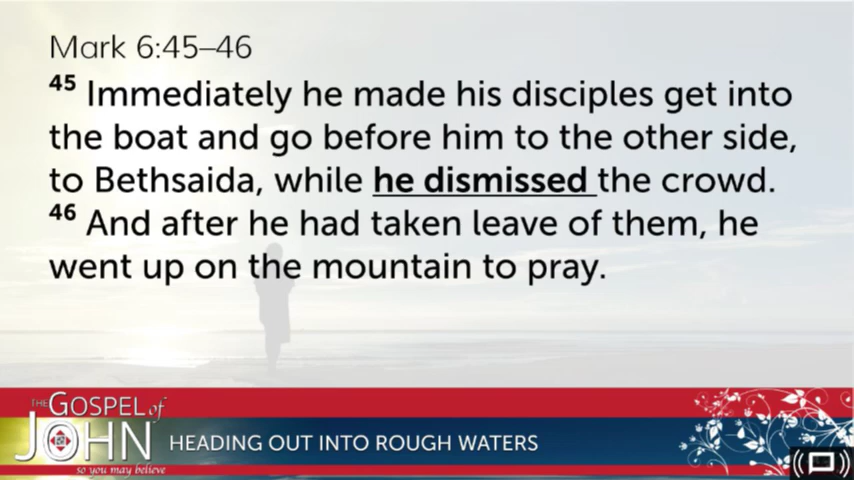 Mark 6:45–46
45 Immediately he made his disciples get into
the boat and go before him to the other side,
to Bethsaida, while he dismissed the crowd.
46 And after he had taken leave of them, he
went up on the mountain to pray.
THE GOSPEL of
JOHN
so you may believe
HEADING OUT INTO ROUGH WATERS